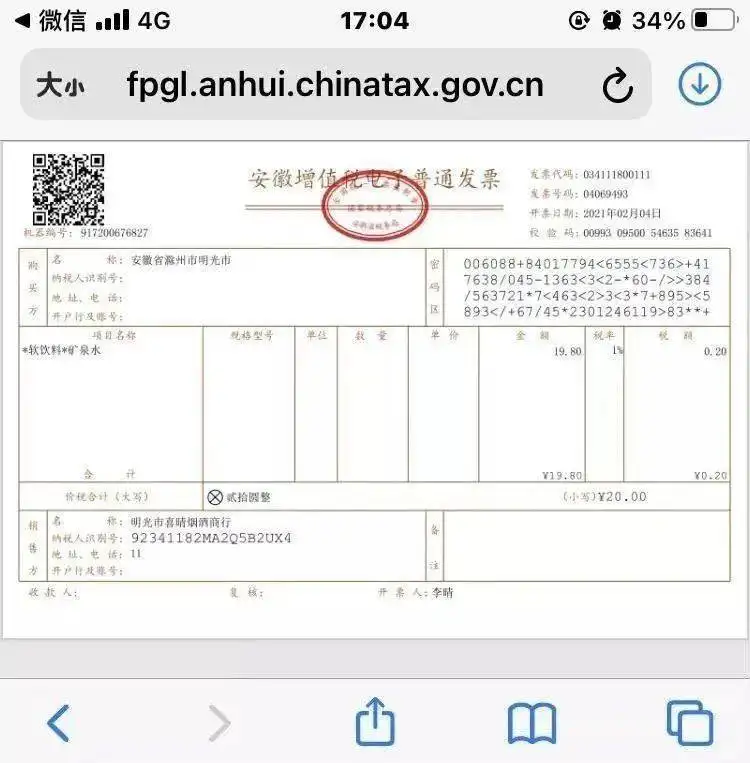 微信 4G 17:04 34%
大小 fpgl.anhui.chinatax.gov.cn
安徽增值税电子普通发票
发票代码: 034111800111
发票号码: 04069493
开票日期: 2021年02月04日
校 验 码: 00993 09500 54635 83641
机器编号: 917200676827
购买方
名 称: 安徽省滁州市明光市
纳税人识别号:
地 址、电 话:
开户行及账号:
密码区
006088+84017794<6555<736>+41
7638/045-1363<3<2-*60-/>>384
/563721*7<463<2>3<3*7+895><5
893</+67/45*2301246119>83**+
项目名称 规格型号 单位 数 量 单 价 金 额 税率 税 额
*软饮料*矿泉水 19.80 1% 0.20
合 计 ¥19.80 ¥0.20
价税合计（大写） ⊗贰拾圆整 (小写)¥20.00
销售方
名 称: 明光市喜晴烟酒商行
纳税人识别号: 92341182MA2Q5B2UX4
地 址、电 话: 11
开户行及账号:
备注
收 款 人: 复 核: 开 票 人: 李晴